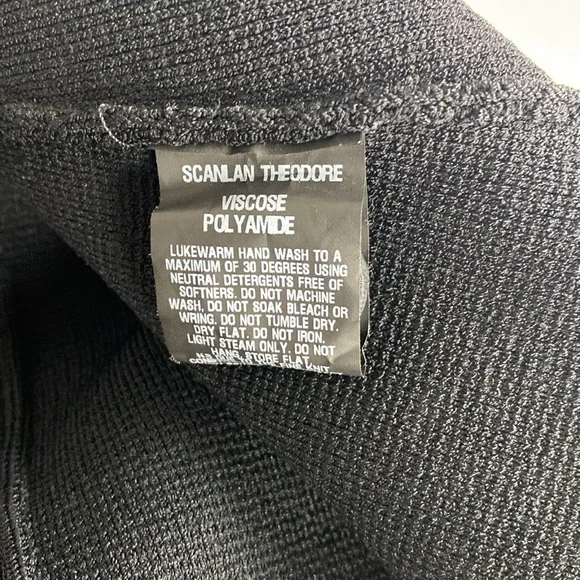 SCANLAN THEODORE
VISCOSE
POLYAMIDE
LUKEWARM HAND WASH TO A
MAXIMUM OF 30 DEGREES USING
NEUTRAL DETERGENTS FREE OF
SOFTNERS. DO NOT MACHINE
WASH. DO NOT SOAK BLEACH OR
WRING. DO NOT TUMBLE DRY.
DRY FLAT. DO NOT IRON.
LIGHT STEAM ONLY. DO NOT
HANG. STORE FLAT.
KNIT